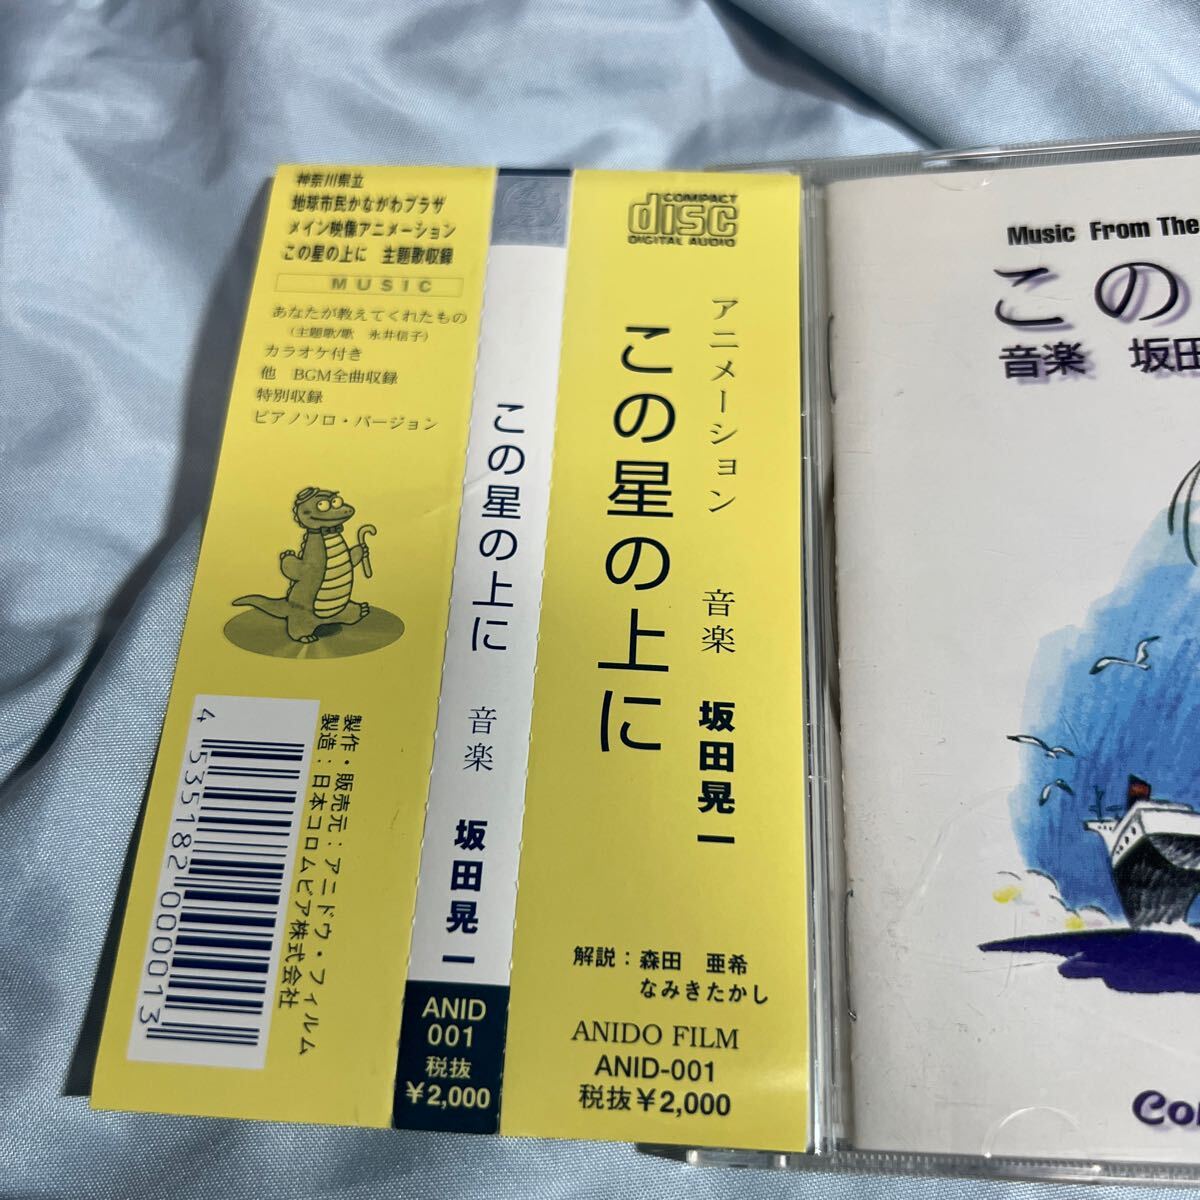 神奈川県立
地球市民かながわプラザ
メイン映像アニメーション
この星の上に 主題歌収録
MUSIC
あなたが教えてくれたもの
(主題歌/歌 永井信子)
カラオケ付き
他 BGM全曲収録
特別収録
ピアノソロ・バージョン
製作・販売元：アニドウ・フィルム
製造：日本コロムビア株式会社
4 535182 000013
この星の上に 音楽 坂田晃一
ANID
001
税抜
¥2,000
COMPACT
disc
DIGITAL AUDIO
アニメーション 音楽 坂田晃一
この星の上に
解説：森田 亜希
なみきたかし
ANIDO FILM
ANID-001
税抜¥2,000
Music From The
この
音楽 坂田